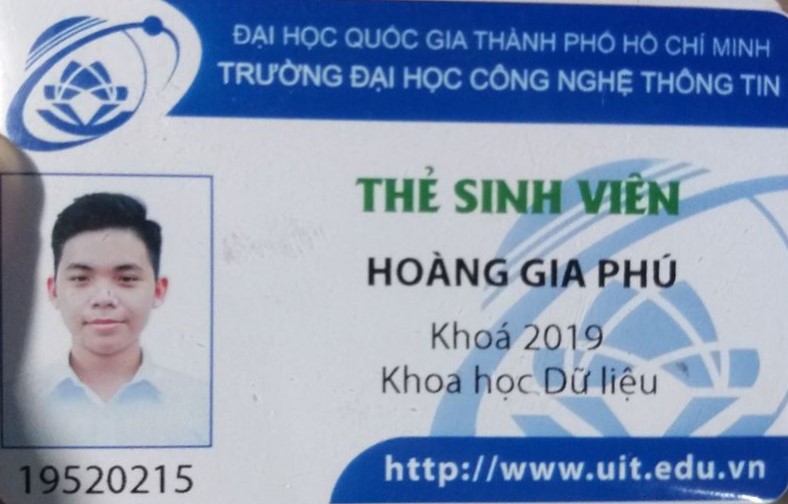 ĐẠI HỌC QUỐC GIA THÀNH PHỐ HỒ CHÍ MINH
TRƯỜNG ĐẠI HỌC CÔNG NGHỆ THÔNG TIN
THẺ SINH VIÊN
HOÀNG GIA PHÚ
Khoá 2019
Khoa học Dữ liệu
19520215
http://www.uit.edu.vn